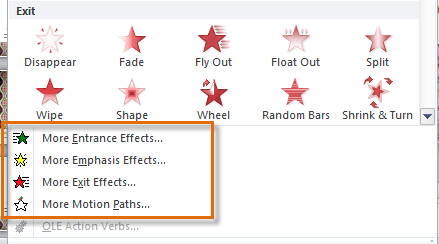 Exit
Disappear Fade Fly Out Float Out Split
Wipe Shape Wheel Random Bars Shrink & Turn
More Entrance Effects...
More Emphasis Effects...
More Exit Effects...
More Motion Paths...
OLE Action Verbs...